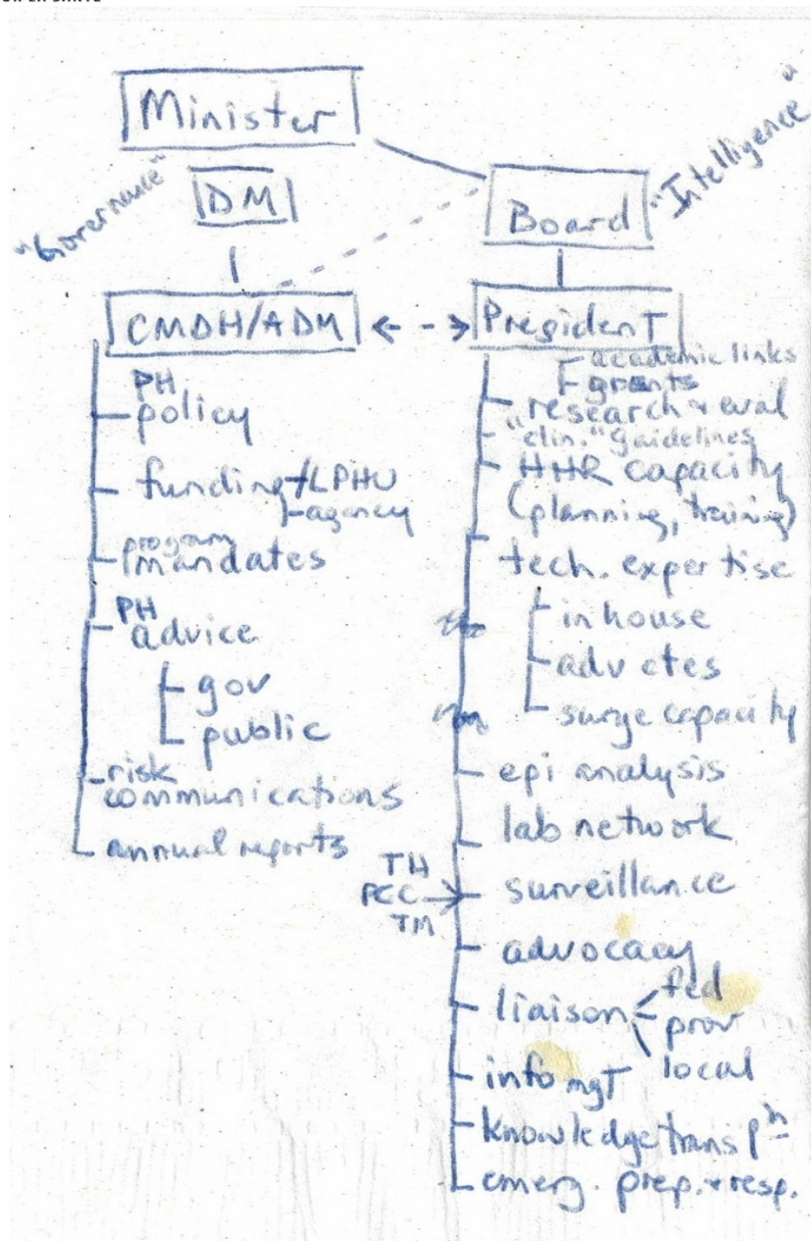 Minister
"Governance"
DM
Board
"Intelligence"
CMOH/ADM
President
PH
policy
funding
LPHU
agency
program
mandates
PH
advice
gov
public
risk
communications
annual reports
academic links
grants
research & eval
"clin." guidelines
HHR capacity
(planning, training)
tech. expertise
in house
adv ctes
surge capacity
epi analysis
lab network
TH
PCC
TM
surveillance
advocacy
liaison
fed
prov
local
info mgT
emerg. prep. & resp.